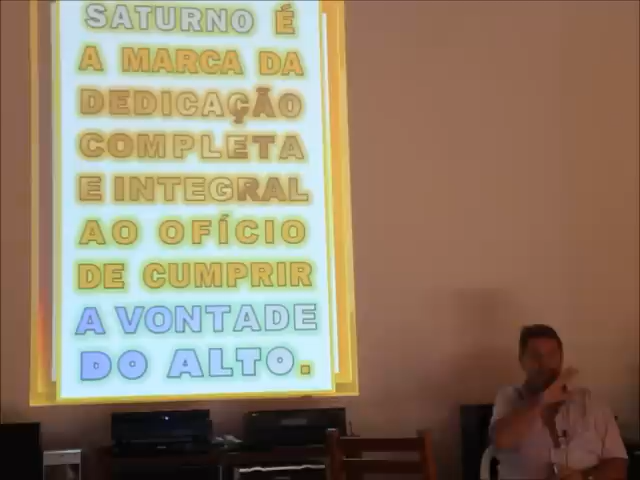 SATURNO É
A MARCA DA
DEDICAÇÃO
COMPLETA
E INTEGRAL
AO OFÍCIO
DE CUMPRIR
A VONTADE
DO ALTO.